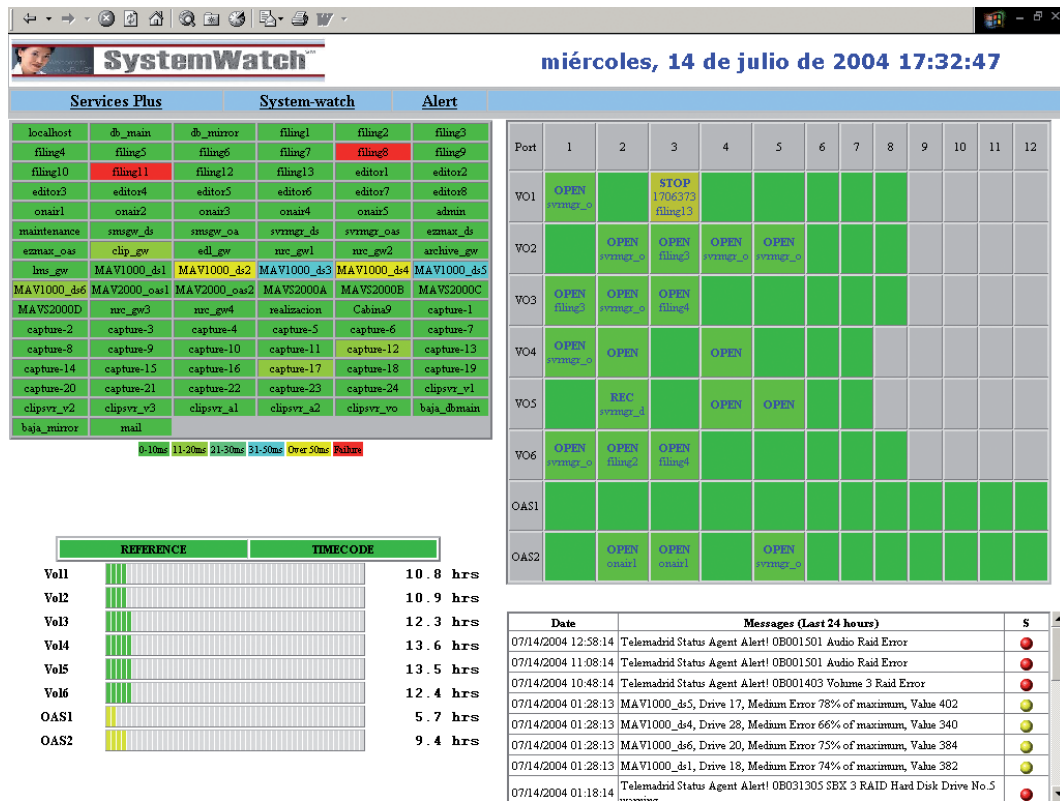 SystemWatch
miércoles, 14 de julio de 2004 17:32:47
Services Plus System-watch Alert
localhost db_main db_mirror filing1 filing2 filing3
filing4 filing5 filing6 filing7 filing8 filing9
filing10 filing11 filing12 filing13 editor1 editor2
editor3 editor4 editor5 editor6 editor7 editor8
onair1 onair2 onair3 onair4 onair5 admin
maintenance smsgw_ds smsgw_oa svrmgr_ds svrmgr_oas ezmax_ds
ezmax_oas clip_gw edl_gw nrc_gw1 nrc_gw2 archive_gw
lms_gw MAV1000_ds1 MAV1000_ds2 MAV1000_ds3 MAV1000_ds4 MAV1000_ds5
MAV1000_ds6 MAV2000_oas1 MAV2000_oas2 MAVS2000A MAVS2000B MAVS2000C
MAVS2000D nrc_gw3 nrc_gw4 realizacion Cabina9 capture-1
capture-2 capture-3 capture-4 capture-5 capture-6 capture-7
capture-8 capture-9 capture-10 capture-11 capture-12 capture-13
capture-14 capture-15 capture-16 capture-17 capture-18 capture-19
capture-20 capture-21 capture-22 capture-23 capture-24 clipsvr_v1
clipsvr_v2 clipsvr_v3 clipsvr_a1 clipsvr_a2 clipsvr_vo baja_dbmain
baja_mirror mail
0-10ms 11-20ms 21-30ms 31-50ms Over 50ms Failure
Port 1 2 3 4 5 6 7 8 9 10 11 12
VO1 OPEN STOP
svrmgr_o 1706373
filing13
VO2 OPEN OPEN OPEN OPEN
svrmgr_o filing3 svrmgr_o svrmgr_o
VO3 OPEN OPEN OPEN
filing3 svrmgr_o filing4
VO4 OPEN OPEN OPEN
svrmgr_o
VO5 REC OPEN OPEN
svrmgr_d
VO6 OPEN OPEN OPEN
svrmgr_o filing2 filing4
OAS1
OAS2 OPEN OPEN OPEN
onair1 onair1 svrmgr_o
REFERENCE TIMECODE
Vol1 10.8 hrs
Vol2 10.9 hrs
Vol3 12.3 hrs
Vol4 13.6 hrs
Vol5 13.5 hrs
Vol6 12.4 hrs
OAS1 5.7 hrs
OAS2 9.4 hrs
Date Messages (Last 24 hours) S
07/14/2004 12:58:14 Telemadrid Status Agent Alert! 0B001501 Audio Raid Error
07/14/2004 11:08:14 Telemadrid Status Agent Alert! 0B001501 Audio Raid Error
07/14/2004 10:48:14 Telemadrid Status Agent Alert! 0B001403 Volume 3 Raid Error
07/14/2004 01:28:13 MAV1000_ds5, Drive 17, Medium Error 78% of maximum, Value 402
07/14/2004 01:28:13 MAV1000_ds4, Drive 28, Medium Error 66% of maximum, Value 340
07/14/2004 01:28:13 MAV1000_ds6, Drive 20, Medium Error 75% of maximum, Value 384
07/14/2004 01:28:13 MAV1000_ds1, Drive 18, Medium Error 74% of maximum, Value 382
07/14/2004 01:18:14 Telemadrid Status Agent Alert! 0B031305 SBX 3 RAID Hard Disk Drive No.5
warning